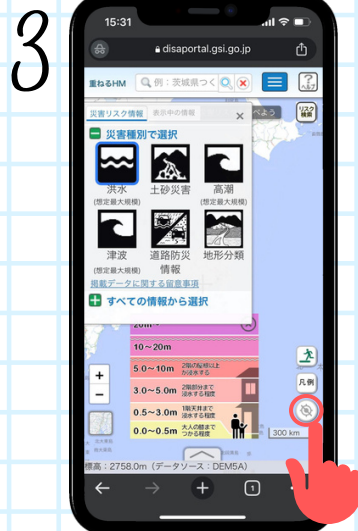 3
15:31
disaportal.gsi.go.jp
重ねるHM
例：茨城県つく
ヘルプ
災害リスク情報 表示中の情報 ×
べよう
リスク検索
災害種別で選択
洪水 土砂災害 高潮
(想定最大規模) (想定最大規模)
津波 道路防災情報 地形分類
(想定最大規模)
掲載データに関する留意事項
すべての情報から選択
20m~
10～20m
5.0～10m 2階の屋根以上が浸水する
3.0～5.0m 2階部分まで浸水する程度
0.5～3.0m 1階天井まで浸水する程度
0.0～0.5m 大人の膝までつかる程度
+
−
凡例
300 km
標高：2758.0m（データソース：DEM5A）
1